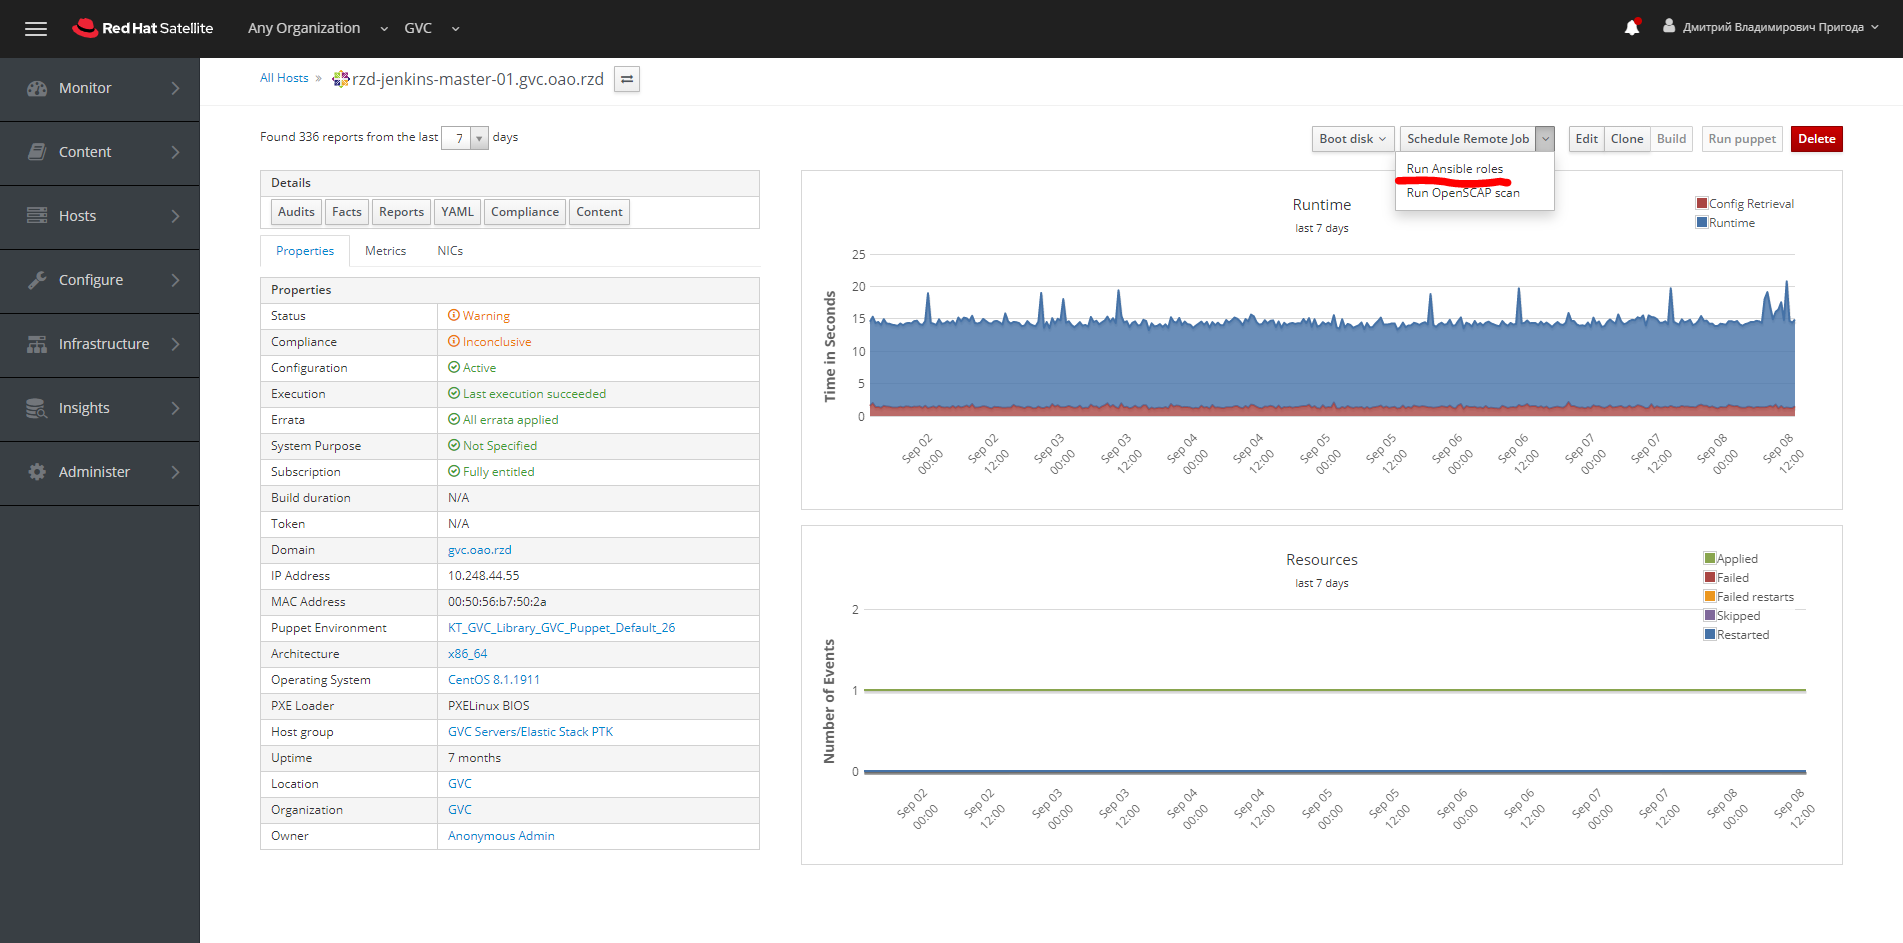 Red Hat Satellite
Any Organization
GVC
Дмитрий Владимирович Пригода
Monitor
Content
Hosts
Configure
Infrastructure
Insights
Administer
All Hosts » rzd-jenkins-master-01.gvc.oao.rzd
Found 336 reports from the last 7 days
Boot disk
Schedule Remote Job
Edit
Clone
Build
Run puppet
Delete
Run Ansible roles
Run OpenSCAP scan
Details
Audits
Facts
Reports
YAML
Compliance
Content
Properties
Metrics
NICs
Properties
Status Warning
Compliance Inconclusive
Configuration Active
Execution Last execution succeeded
Errata All errata applied
System Purpose Not Specified
Subscription Fully entitled
Build duration N/A
Token N/A
Domain gvc.oao.rzd
IP Address 10.248.44.55
MAC Address 00:50:56:b7:50:2a
Puppet Environment KT_GVC_Library_GVC_Puppet_Default_26
Architecture x86_64
Operating System CentOS 8.1.1911
PXE Loader PXELinux BIOS
Host group GVC Servers/Elastic Stack PTK
Uptime 7 months
Location GVC
Organization GVC
Owner Anonymous Admin
Runtime
last 7 days
Config Retrieval
Runtime
Time in Seconds
25
20
15
10
5
0
Sep 02 00:00
Sep 02 12:00
Sep 03 00:00
Sep 03 12:00
Sep 04 00:00
Sep 04 12:00
Sep 05 00:00
Sep 05 12:00
Sep 06 00:00
Sep 06 12:00
Sep 07 00:00
Sep 07 12:00
Sep 08 00:00
Sep 08 12:00
Resources
last 7 days
Applied
Failed
Failed restarts
Skipped
Restarted
Number of Events
2
1
0
Sep 02 00:00
Sep 02 12:00
Sep 03 00:00
Sep 03 12:00
Sep 04 00:00
Sep 04 12:00
Sep 05 00:00
Sep 05 12:00
Sep 06 00:00
Sep 06 12:00
Sep 07 00:00
Sep 07 12:00
Sep 08 00:00
Sep 08 12:00